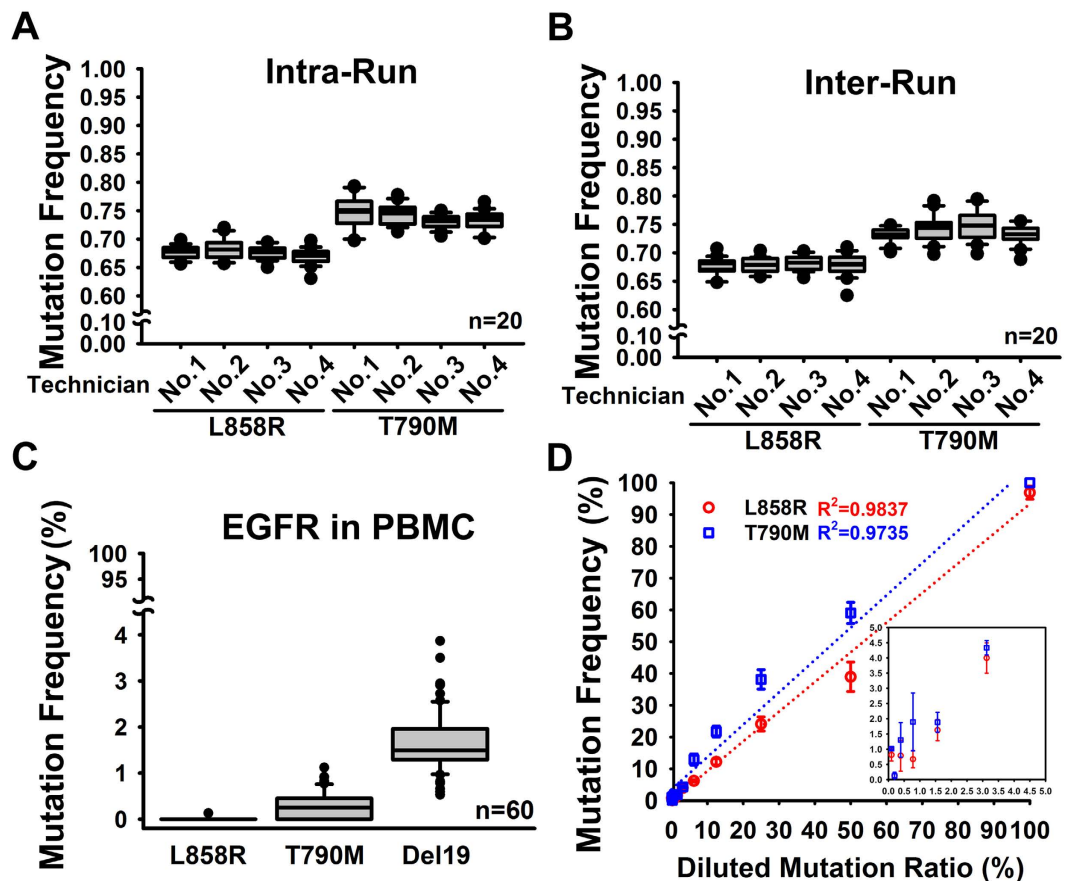 A
Intra-Run
Mutation Frequency
1.00
0.95
0.90
0.85
0.80
0.75
0.70
0.65
0.60
0.10
0.00
n=20
Technician
No.1 No.2 No.3 No.4 No.1 No.2 No.3 No.4
L858R T790M
B
Inter-Run
Mutation Frequency
1.00
0.95
0.90
0.85
0.80
0.75
0.70
0.65
0.60
0.10
0.00
n=20
Technician
No.1 No.2 No.3 No.4 No.1 No.2 No.3 No.4
L858R T790M
C
EGFR in PBMC
Mutation Frequency (%)
100
95
4
3
2
1
0
n=60
L858R T790M Del19
D
Mutation Frequency (%)
100
90
80
70
60
50
40
30
20
10
0
L858R R²=0.9837
T790M R²=0.9735
5.0
4.5
4.0
3.5
3.0
2.5
2.0
1.5
1.0
0.5
0.0
0.0 0.5 1.0 1.5 2.0 2.5 3.0 3.5 4.0 4.5 5.0
0 10 20 30 40 50 60 70 80 90 100
Diluted Mutation Ratio (%)